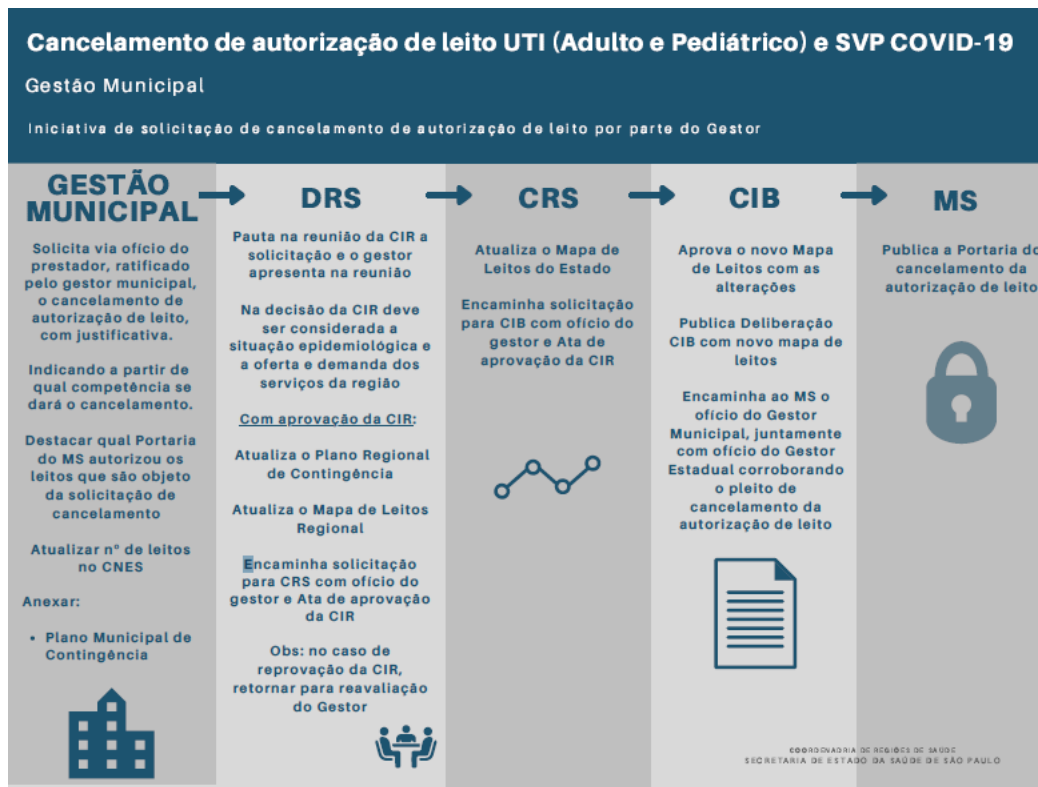 Cancelamento de autorização de leito UTI (Adulto e Pediátrico) e SVP COVID-19
Gestão Municipal
Iniciativa de solicitação de cancelamento de autorização de leito por parte do Gestor
GESTÃO
MUNICIPAL
Solicita via ofício do
prestador, ratificado
pelo gestor municipal,
o cancelamento de
autorização de leito,
com justificativa.
Indicando a partir de
qual competência se
dará o cancelamento.
Destacar qual Portaria
do MS autorizou os
leitos que são objeto
da solicitação de
cancelamento
Atualizar nº de leitos
no CNES
Anexar:
• Plano Municipal de
Contingência
DRS
Pauta na reunião da CIR a
solicitação e o gestor
apresenta na reunião
Na decisão da CIR deve
ser considerada a
situação epidemiológica e
a oferta e demanda dos
serviços da região
Com aprovação da CIR:
Atualiza o Plano Regional
de Contingência
Atualiza o Mapa de Leitos
Regional
Encaminha solicitação
para CRS com ofício do
gestor e Ata de aprovação
da CIR
Obs: no caso de
reprovação da CIR,
retornar para reavaliação
do Gestor
CRS
Atualiza o Mapa de
Leitos do Estado
Encaminha solicitação
para CIB com ofício do
gestor e Ata de
aprovação da CIR
CIB
Aprova o novo Mapa
de Leitos com as
alterações
Publica Deliberação
CIB com novo mapa de
leitos
Encaminha ao MS o
ofício do Gestor
Municipal, juntamente
com ofício do Gestor
Estadual corroborando
o pleito de
cancelamento da
autorização de leito
MS
Publica a Portaria do
cancelamento da
autorização de leito
COORDENADORIA DE REGIÕES DE SAÚDE
SECRETARIA DE ESTADO DA SAÚDE DE SÃO PAULO